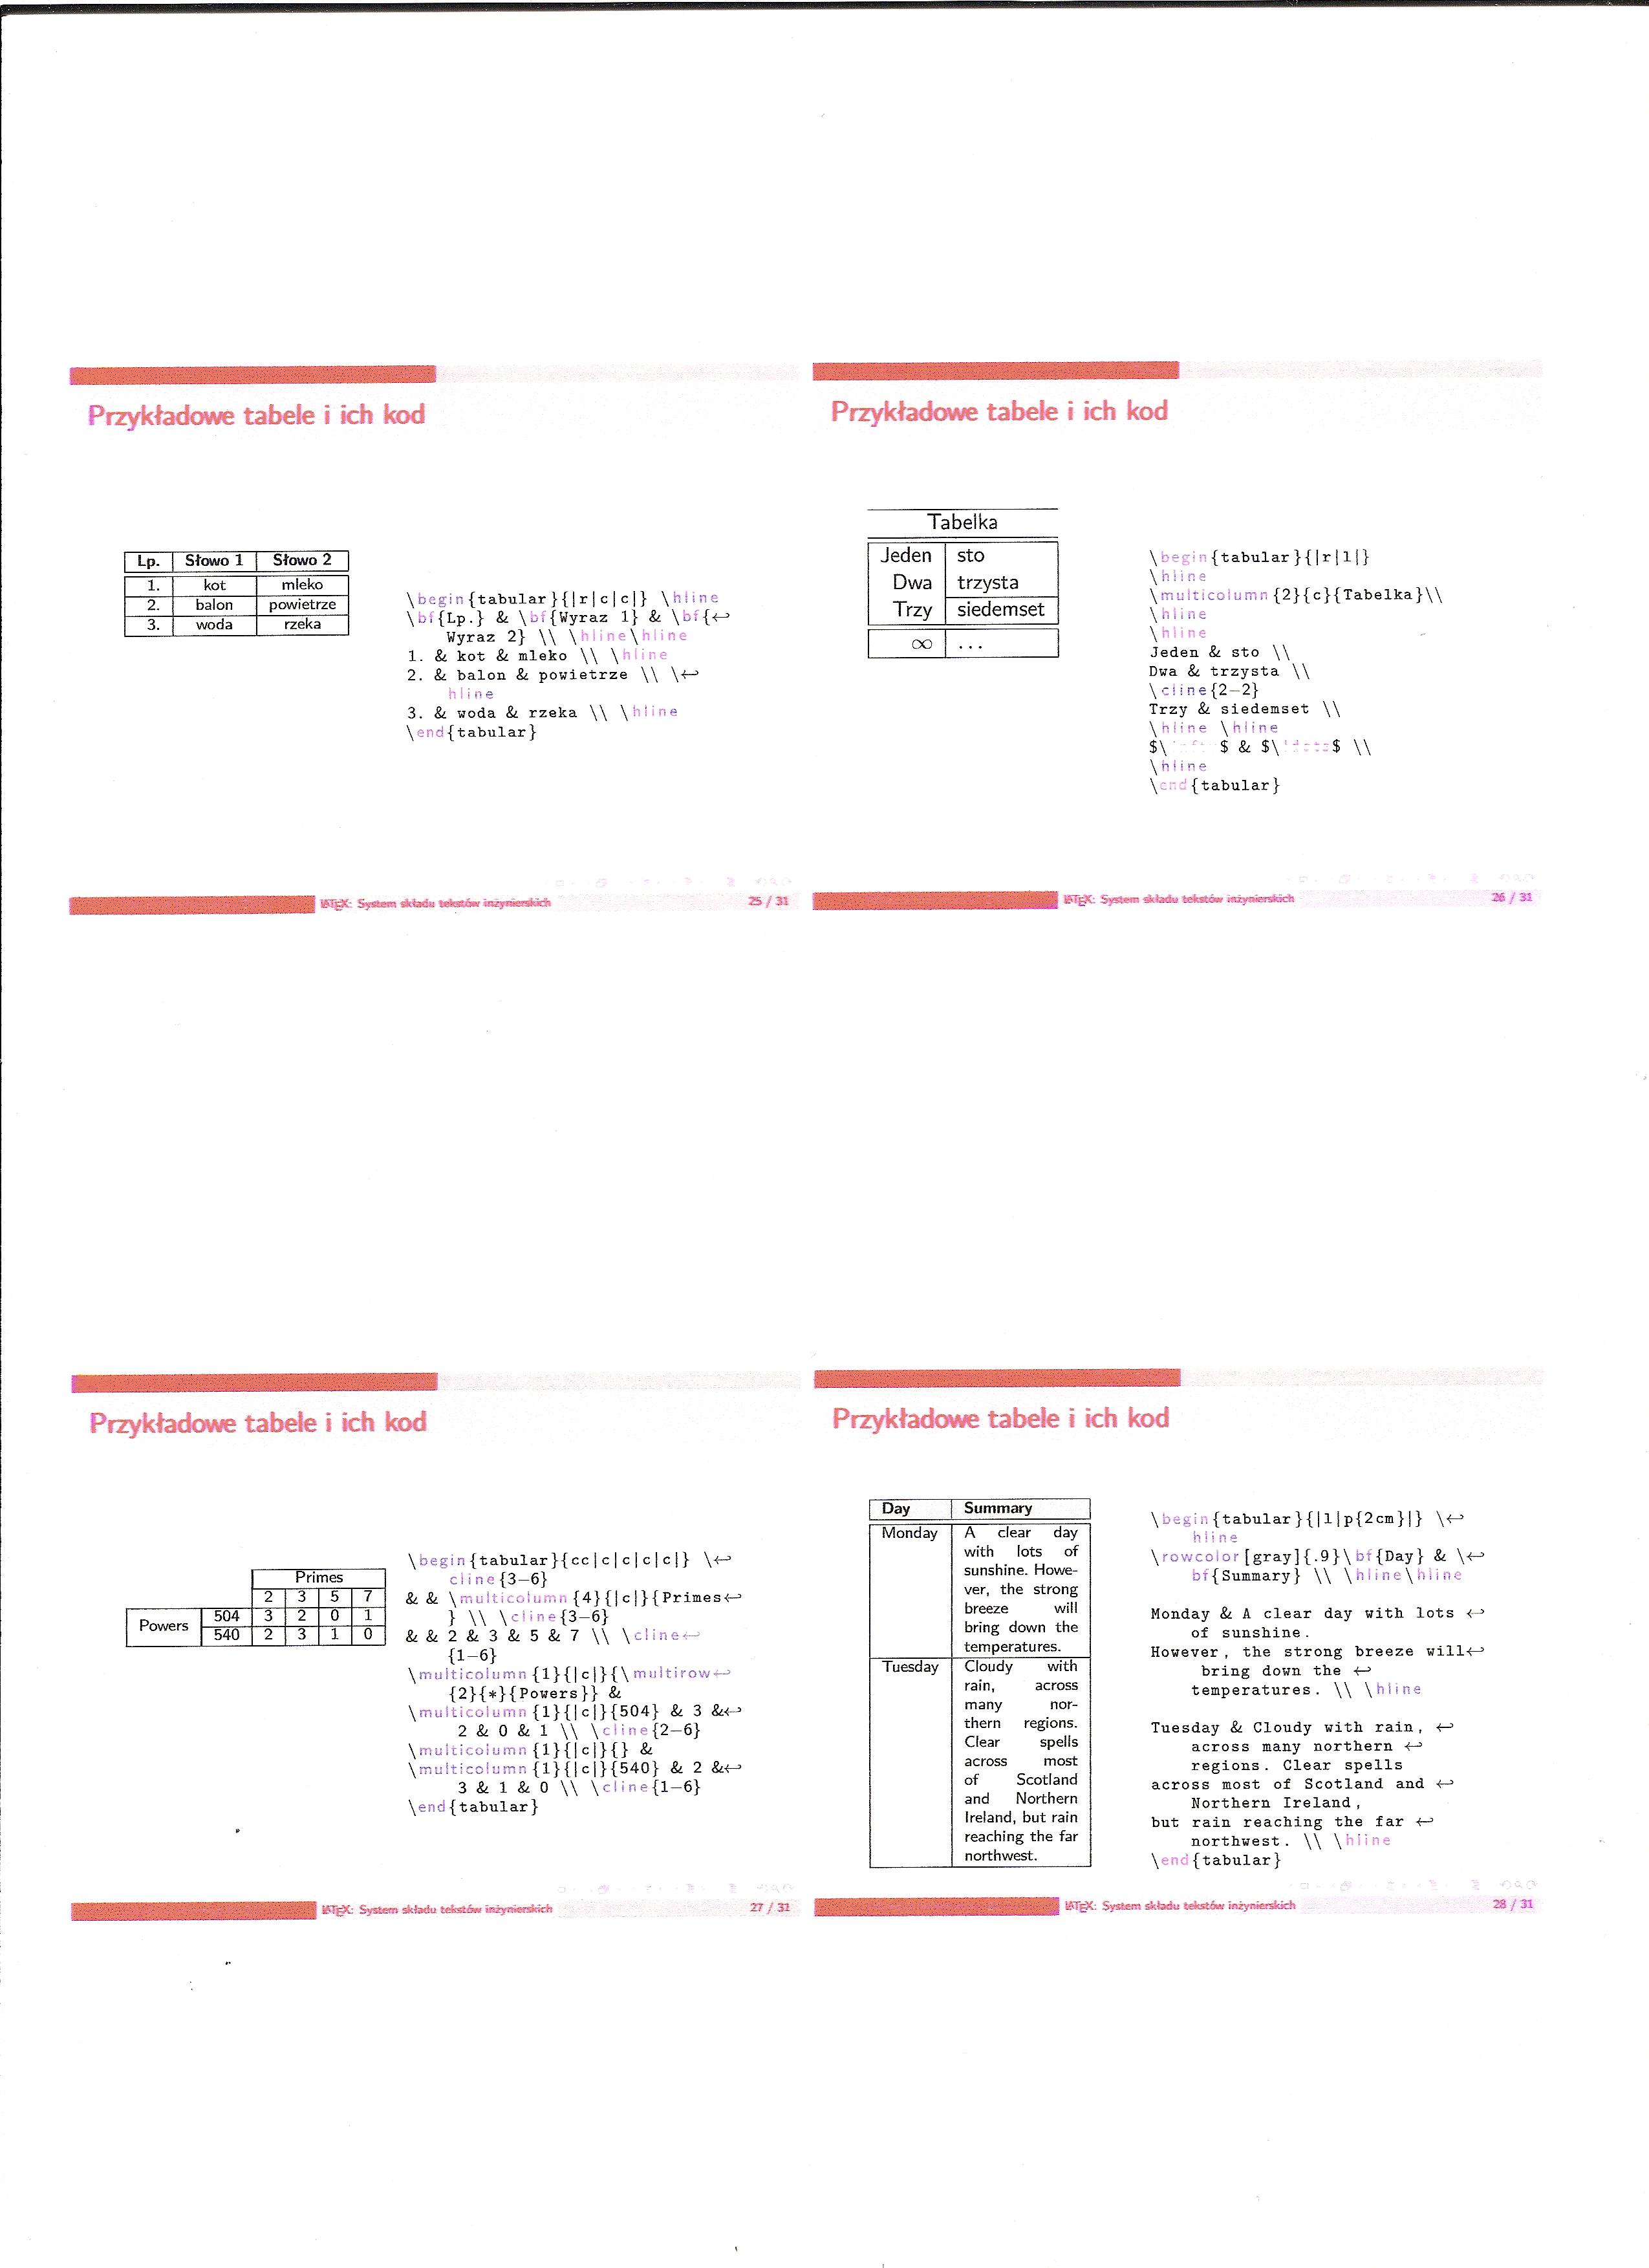 Przykładowe tabele i ich kod
Lp. Słowo 1 Słowo 2
1. kot mleko
2. balon powietrze
3. woda rzeka
\begin{tabular}{|r|c|c|} \hline
\bf{Lp.} & \bf{Wyraz 1} & \bf{↩
Wyraz 2} \\ \hline\hline
1. & kot & mleko \\ \hline
2. & balon & powietrze \\ \↩
hline
3. & woda & rzeka \\ \hline
\end{tabular}
LATEX: System składu tekstów inżynierskich 25 / 31
Przykładowe tabele i ich kod
Tabelka
Jeden sto
Dwa trzysta
Trzy siedemset
∞ ...
\begin{tabular}{|r|l|}
\hline
\multicolumn{2}{c}{Tabelka}\\
\hline
\hline
Jeden & sto \\
Dwa & trzysta \\
\cline{2-2}
Trzy & siedemset \\
\hline \hline
$\ $ & $\ldots$ \\
\hline
\end{tabular}
LATEX: System składu tekstów inżynierskich 26 / 31
Przykładowe tabele i ich kod
Primes
2 3 5 7
Powers 504 3 2 0 1
540 2 3 1 0
\begin{tabular}{cc|c|c|c|c|} \↩
cline{3-6}
& & \multicolumn{4}{|c|}{Primes↩
} \\ \cline{3-6}
& & 2 & 3 & 5 & 7 \\ \cline↩
{1-6}
\multicolumn{1}{|c|}{\multirow↩
{2}{*}{Powers}} &
\multicolumn{1}{|c|}{504} & 3 &↩
2 & 0 & 1 \\ \cline{2-6}
\multicolumn{1}{|c|}{} &
\multicolumn{1}{|c|}{540} & 2 &↩
3 & 1 & 0 \\ \cline{1-6}
\end{tabular}
LATEX: System składu tekstów inżynierskich 27 / 31
Przykładowe tabele i ich kod
Day Summary
Monday A clear day
with lots of
sunshine. Howe-
ver, the strong
breeze will
bring down the
temperatures.
Tuesday Cloudy with
rain, across
many nor-
thern regions.
Clear spells
across most
of Scotland
and Northern
Ireland, but rain
reaching the far
northwest.
\begin{tabular}{|l|p{2cm}|} \↩
hline
\rowcolor[gray]{.9}\bf{Day} & \↩
bf{Summary} \\ \hline\hline
Monday & A clear day with lots ↩
of sunshine.
However, the strong breeze will↩
bring down the ↩
temperatures. \\ \hline
Tuesday & Cloudy with rain, ↩
across many northern ↩
regions. Clear spells
across most of Scotland and ↩
Northern Ireland,
but rain reaching the far ↩
northwest. \\ \hline
\end{tabular}
LATEX: System składu tekstów inżynierskich 28 / 31